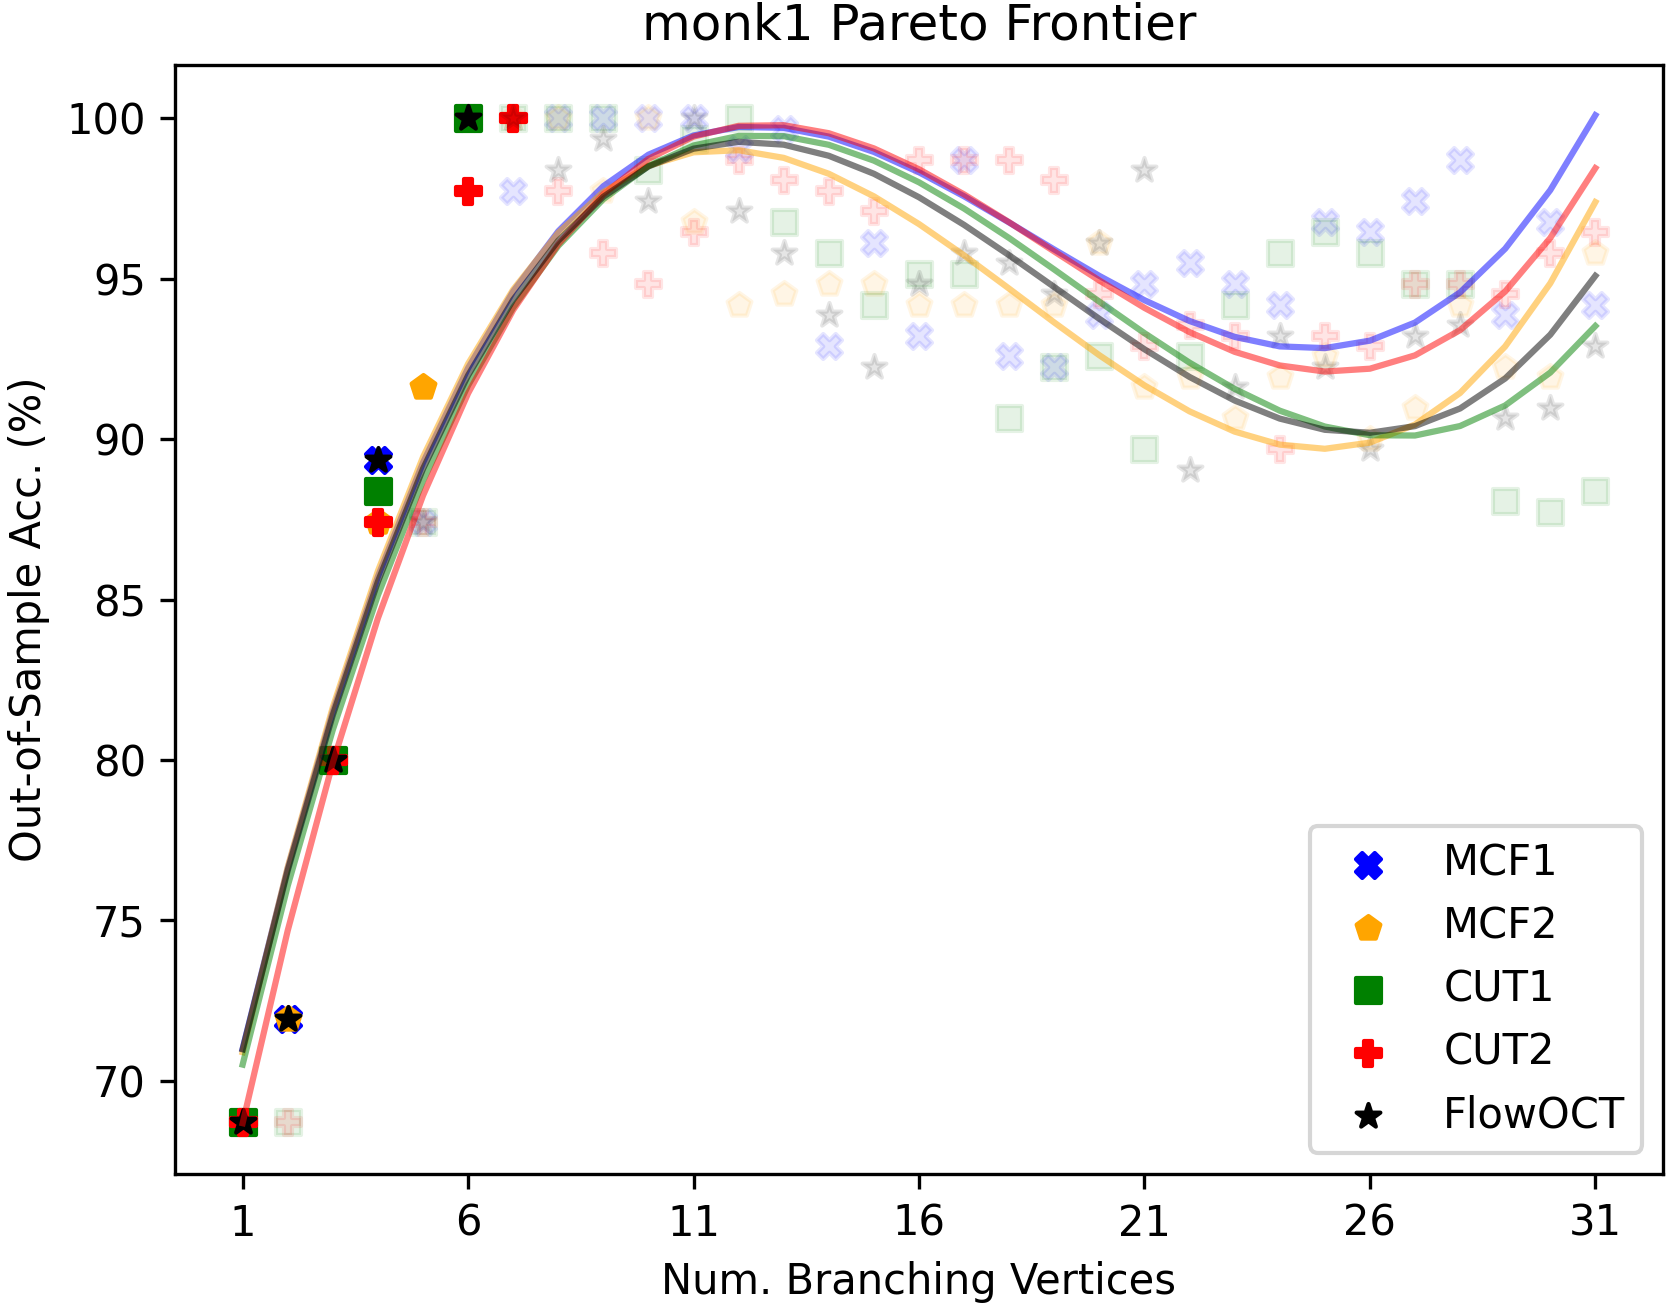 monk1 Pareto Frontier
Out-of-Sample Acc. (%)
100
95
90
85
80
75
70
MCF1
MCF2
CUT1
CUT2
FlowOCT
1 6 11 16 21 26 31
Num. Branching Vertices